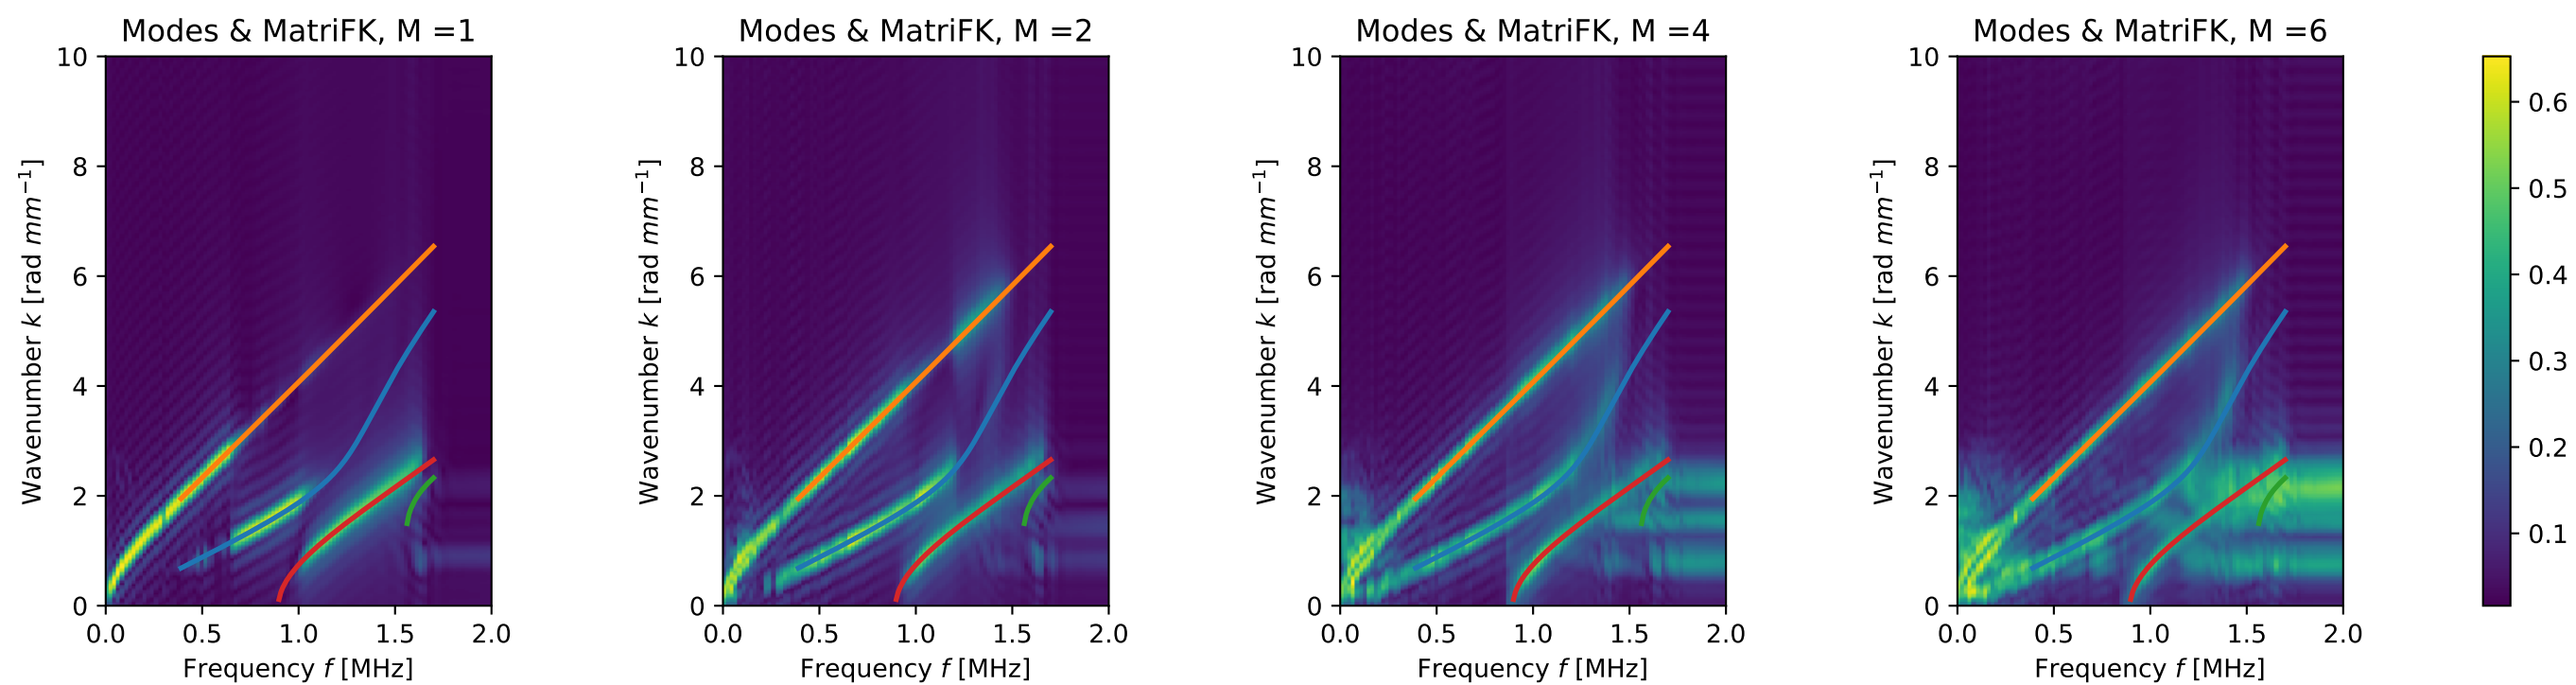 Modes & MatriFK, M =1
10
8
6
4
2
0
0.0 0.5 1.0 1.5 2.0
Wavenumber k [rad mm⁻¹]
Frequency f [MHz]
Modes & MatriFK, M =2
10
8
6
4
2
0
0.0 0.5 1.0 1.5 2.0
Wavenumber k [rad mm⁻¹]
Frequency f [MHz]
Modes & MatriFK, M =4
10
8
6
4
2
0
0.0 0.5 1.0 1.5 2.0
Wavenumber k [rad mm⁻¹]
Frequency f [MHz]
Modes & MatriFK, M =6
10
8
6
4
2
0
0.0 0.5 1.0 1.5 2.0
Wavenumber k [rad mm⁻¹]
Frequency f [MHz]
0.6
0.5
0.4
0.3
0.2
0.1